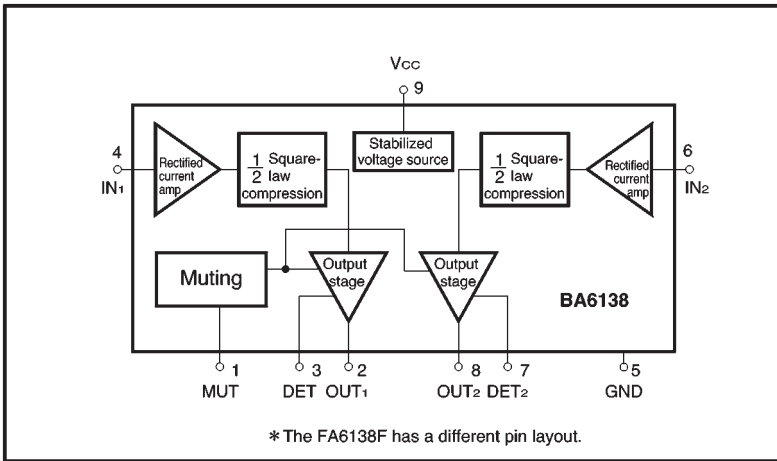 Vcc
9
4
IN1
Rectified
current
amp
1
2
Square-
law
compression
Stabilized
voltage source
1
2
Square-
law
compression
Rectified
current
amp
6
IN2
Muting
Output
stage
Output
stage
BA6138
1
3
2
8
7
5
MUT
DET
OUT1
OUT2
DET2
GND
* The FA6138F has a different pin layout.